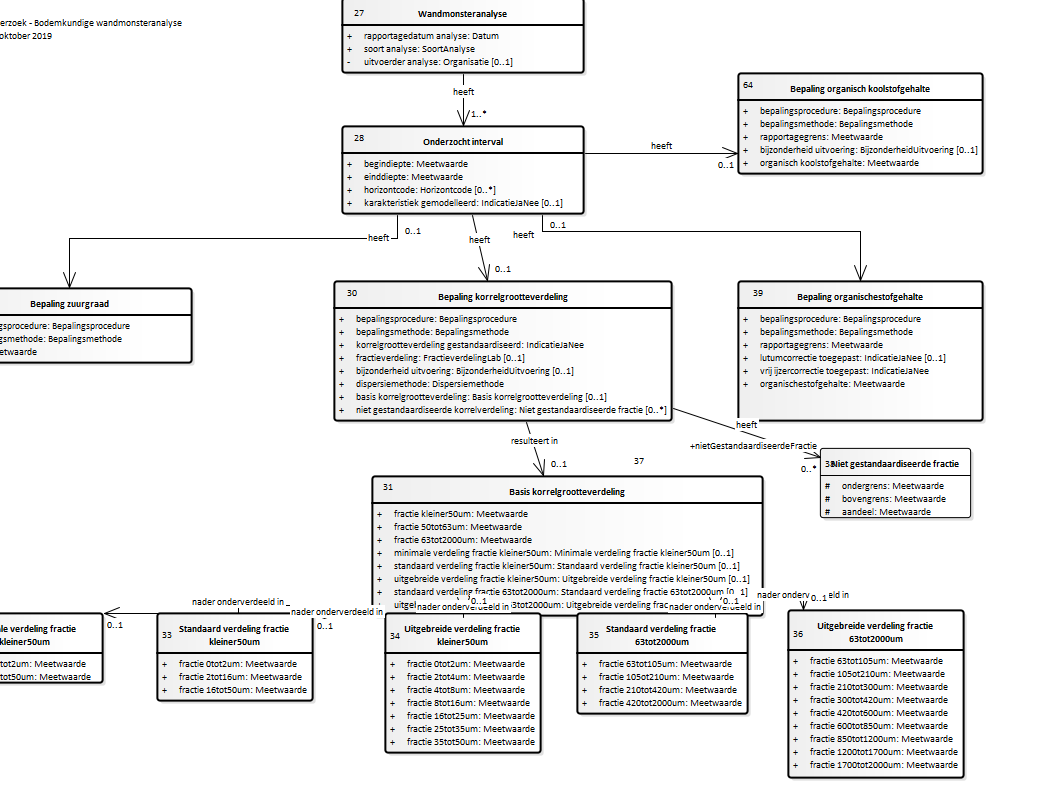 erzoek - Bodemkundige wandmonsteranalyse
oktober 2019
27
Wandmonsteranalyse
+ rapportagedatum analyse: Datum
+ soort analyse: SoortAnalyse
- uitvoerder analyse: Organisatie [0..1]
heeft
1..*
28
Onderzocht interval
+ begindiepte: Meetwaarde
+ einddiepte: Meetwaarde
+ horizontcode: Horizontcode [0..*]
+ karakteristiek gemodelleerd: IndicatieJaNee [0..1]
heeft
0..1
64
Bepaling organisch koolstofgehalte
+ bepalingsprocedure: Bepalingsprocedure
+ bepalingsmethode: Bepalingsmethode
+ rapportagegrens: Meetwaarde
+ bijzonderheid uitvoering: BijzonderheidUitvoering [0..1]
+ organisch koolstofgehalte: Meetwaarde
heeft
0..1
heeft
0..1
heeft
0..1
Bepaling zuurgraad
gsprocedure: Bepalingsprocedure
gsmethode: Bepalingsmethode
etwaarde
30
Bepaling korrelgrootteverdeling
+ bepalingsprocedure: Bepalingsprocedure
+ bepalingsmethode: Bepalingsmethode
+ korrelgrootteverdeling gestandaardiseerd: IndicatieJaNee
+ fractieverdeling: FractieverdelingLab [0..1]
+ bijzonderheid uitvoering: BijzonderheidUitvoering [0..1]
+ dispersiemethode: Dispersiemethode
+ basis korrelgrootteverdeling: Basis korrelgrootteverdeling [0..1]
+ niet gestandaardiseerde korrelverdeling: Niet gestandaardiseerde fractie [0..*]
39
Bepaling organischestofgehalte
+ bepalingsprocedure: Bepalingsprocedure
+ bepalingsmethode: Bepalingsmethode
+ rapportagegrens: Meetwaarde
+ lutumcorrectie toegepast: IndicatieJaNee [0..1]
+ vrij ijzercorrectie toegepast: IndicatieJaNee
+ organischestofgehalte: Meetwaarde
heeft
+nietGestandaardiseerdeFractie
0..*
resulteert in
0..1
37
Niet gestandaardiseerde fractie
# ondergrens: Meetwaarde
# bovengrens: Meetwaarde
# aandeel: Meetwaarde
31
Basis korrelgrootteverdeling
+ fractie kleiner50um: Meetwaarde
+ fractie 50tot63um: Meetwaarde
+ fractie 63tot2000um: Meetwaarde
+ minimale verdeling fractie kleiner50um: Minimale verdeling fractie kleiner50um [0..1]
+ standaard verdeling fractie kleiner50um: Standaard verdeling fractie kleiner50um [0..1]
+ uitgebreide verdeling fractie kleiner50um: Uitgebreide verdeling fractie kleiner50um [0..1]
+ standaard verdeling fractie 63tot2000um: Standaard verdeling fractie 63tot2000um [0..1]
+ uitgel 3tot2000um: Uitgebreide verdeling frac
nader onderverdeeld in
0..1
nader onderverdeeld in
0..1
nader onderverdeeld in
0..1
nader onderverdeeld in
0..1
nader onderv eld in
0..1
le verdeling fractie
kleiner50um
tot2um: Meetwaarde
tot50um: Meetwaarde
33
Standaard verdeling fractie
kleiner50um
+ fractie 0tot2um: Meetwaarde
+ fractie 2tot16um: Meetwaarde
+ fractie 16tot50um: Meetwaarde
34
Uitgebreide verdeling fractie
kleiner50um
+ fractie 0tot2um: Meetwaarde
+ fractie 2tot4um: Meetwaarde
+ fractie 4tot8um: Meetwaarde
+ fractie 8tot16um: Meetwaarde
+ fractie 16tot25um: Meetwaarde
+ fractie 25tot35um: Meetwaarde
+ fractie 35tot50um: Meetwaarde
35
Standaard verdeling fractie
63tot2000um
+ fractie 63tot105um: Meetwaarde
+ fractie 105tot210um: Meetwaarde
+ fractie 210tot420um: Meetwaarde
+ fractie 420tot2000um: Meetwaarde
36
Uitgebreide verdeling fractie
63tot2000um
+ fractie 63tot105um: Meetwaarde
+ fractie 105tot210um: Meetwaarde
+ fractie 210tot300um: Meetwaarde
+ fractie 300tot420um: Meetwaarde
+ fractie 420tot600um: Meetwaarde
+ fractie 600tot850um: Meetwaarde
+ fractie 850tot1200um: Meetwaarde
+ fractie 1200tot1700um: Meetwaarde
+ fractie 1700tot2000um: Meetwaarde